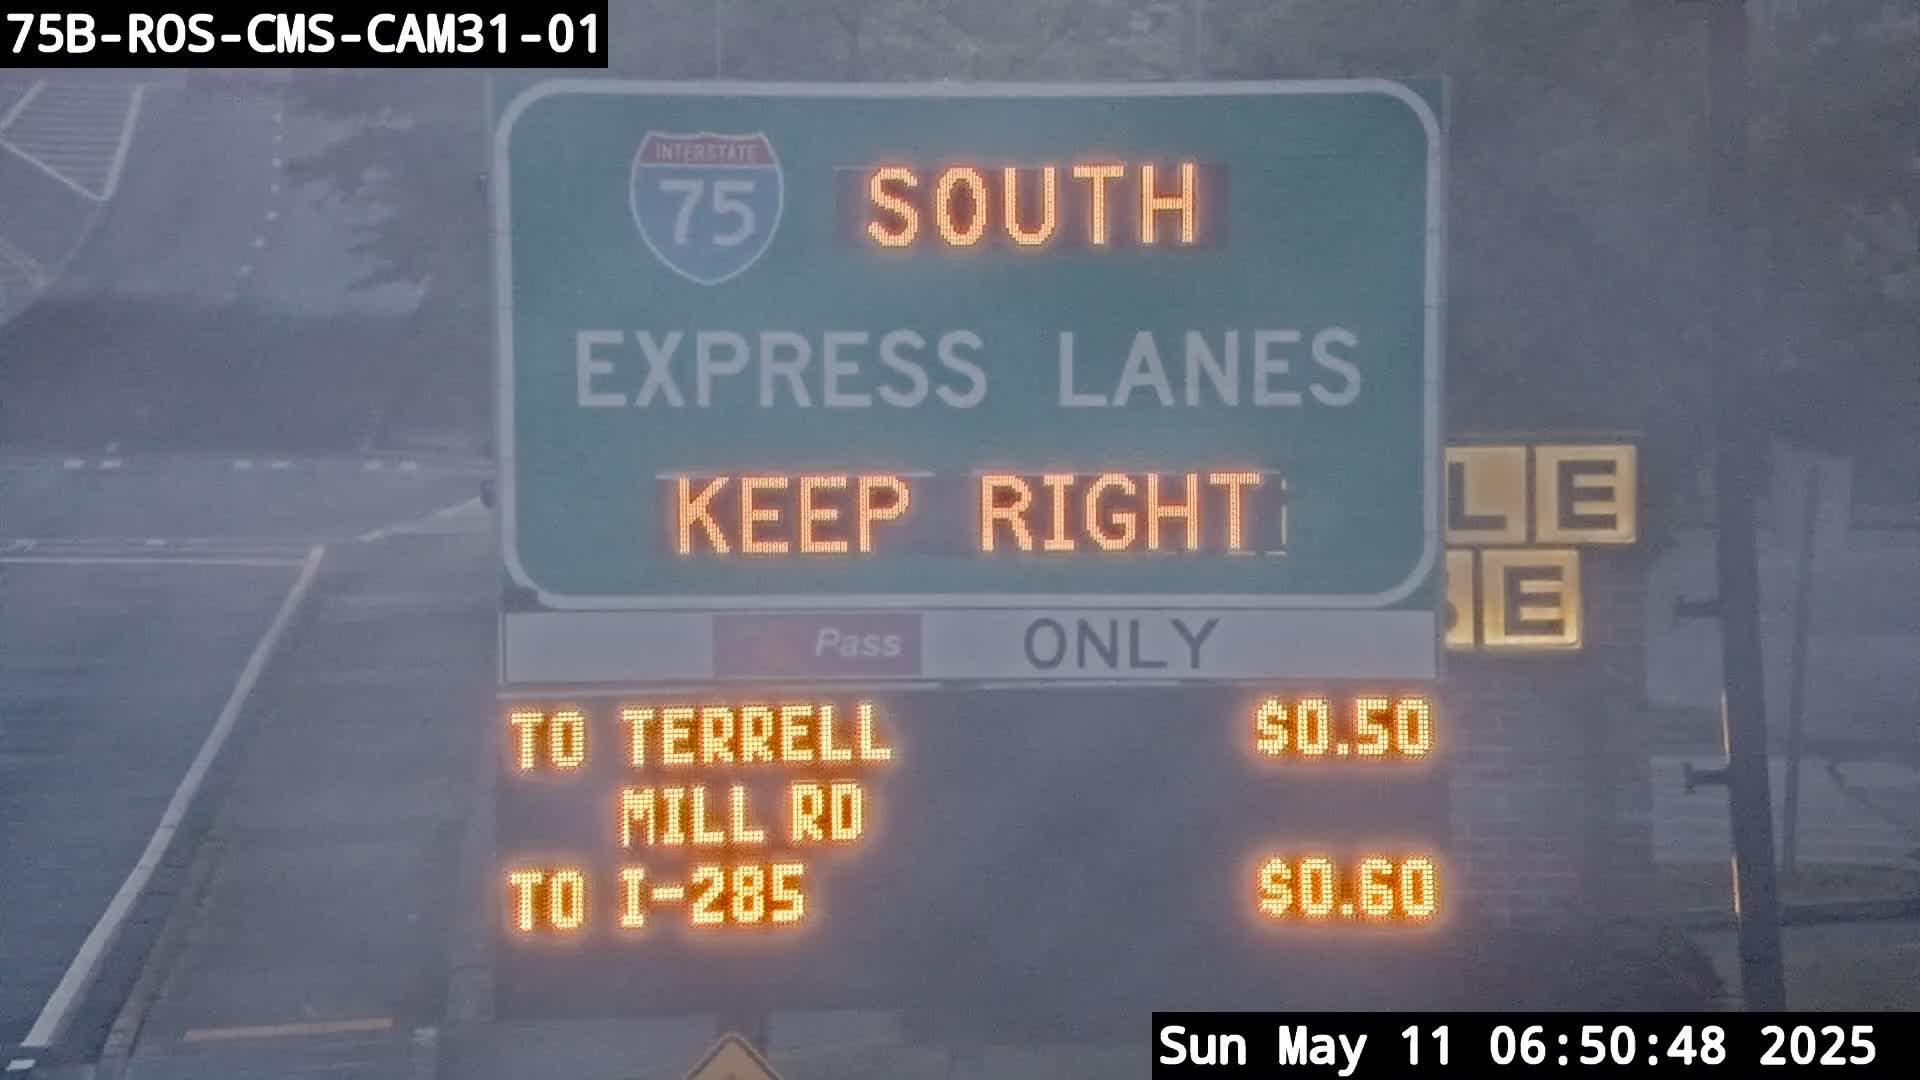 75B-ROS-CMS-CAM31-01
INTERSTATE
75
SOUTH
EXPRESS LANES
KEEP RIGHT
Pass ONLY
TO TERRELL $0.50
MILL RD
TO I-285 $0.60
LE
E
Sun May 11 06:50:48 2025